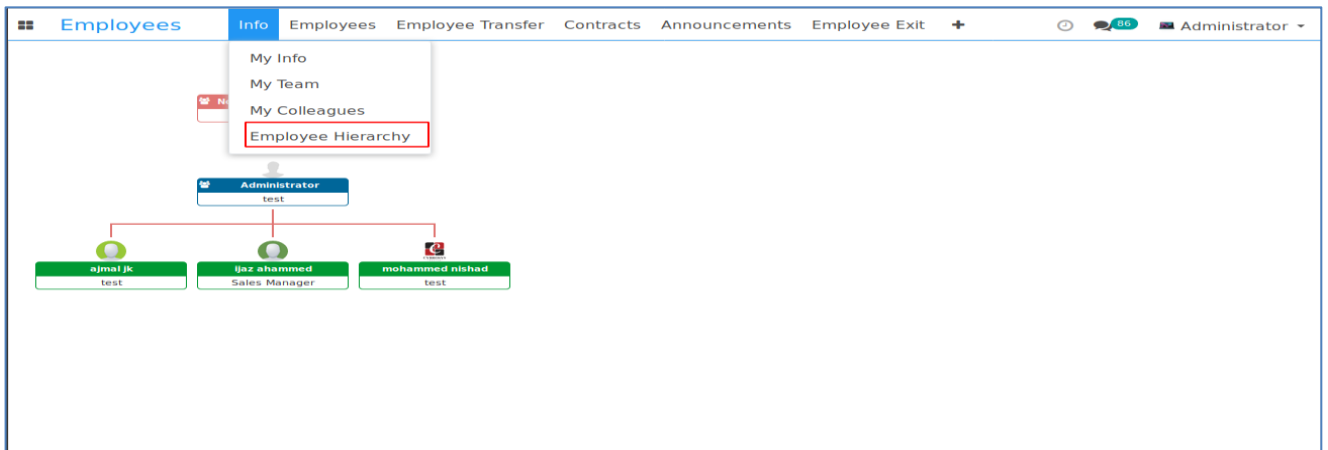 Employees Info Employees Employee Transfer Contracts Announcements Employee Exit + 86 Administrator
My Info
My Team
My Colleagues
Employee Hierarchy
Administrator
test
ajmal jk ijaz ahammed mohammed nishad
test Sales Manager test